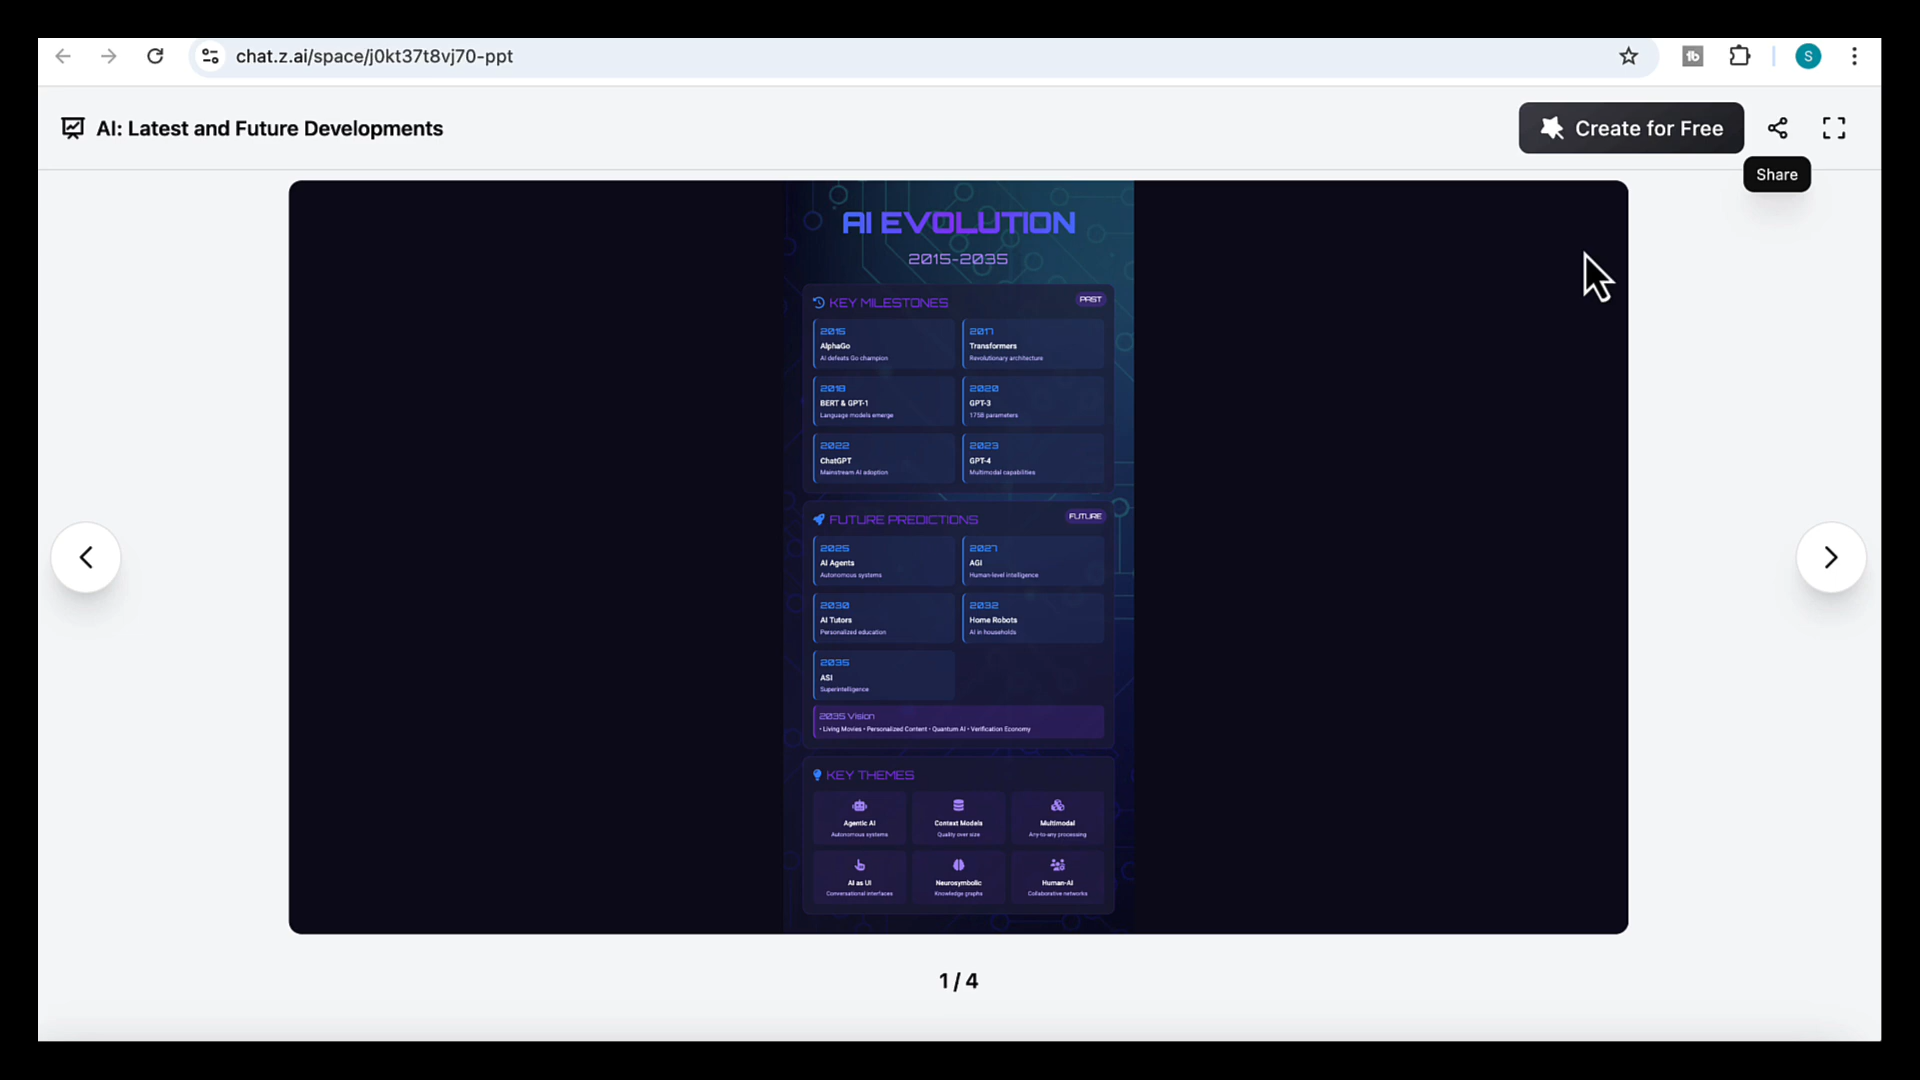 chat.z.ai/space/j0kt37t8vj70-ppt
S
AI: Latest and Future Developments
Create for Free
Share
AI EVOLUTION
2015-2035
KEY MILESTONES
PAST
2015
AlphaGo
AI defeats Go champion
2017
Transformers
Revolutionary architecture
2018
BERT & GPT-1
Language models emerge
2020
GPT-3
175B parameters
2022
ChatGPT
Mainstream AI adoption
2023
GPT-4
Multimodal capabilities
FUTURE PREDICTIONS
FUTURE
2025
AI Agents
Autonomous systems
2027
AGI
Human-level intelligence
2030
AI Tutors
Personalized education
2032
Home Robots
AI in households
2035
ASI
Superintelligence
2035 Vision
• Living Movies • Personalized Content • Quantum AI • Verification Economy
KEY THEMES
Agentic AI
Autonomous systems
Context Models
Quality over size
Multimodal
Any-to-any processing
AI as UI
Conversational interfaces
Neurosymbolic
Knowledge graphs
Human-AI
Collaborative networks
1 / 4